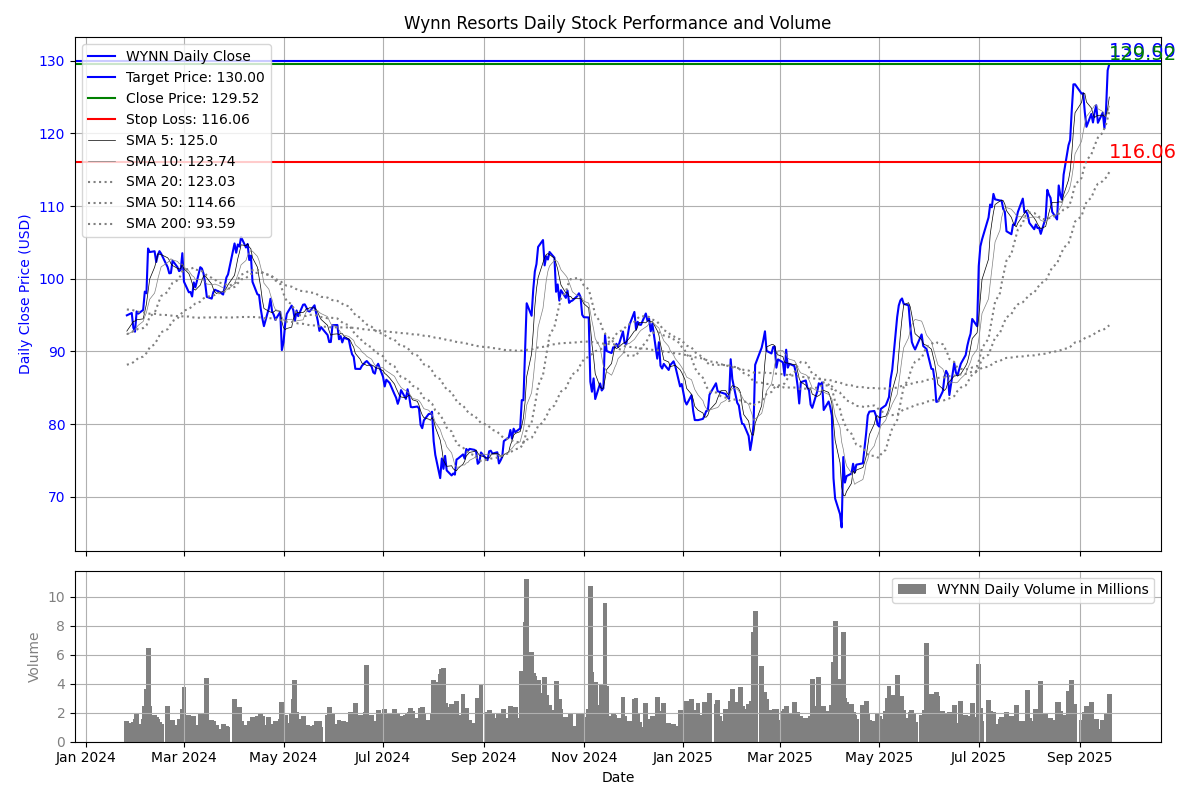 Wynn Resorts Daily Stock Performance and Volume
Daily Close Price (USD)
130
120
110
100
90
80
70
WYNN Daily Close
Target Price: 130.00
Close Price: 129.52
Stop Loss: 116.06
SMA 5: 125.0
SMA 10: 123.74
SMA 20: 123.03
SMA 50: 114.66
SMA 200: 93.59
130.00
129.52
116.06
Volume
10
8
6
4
2
0
WYNN Daily Volume in Millions
Jan 2024
Mar 2024
May 2024
Jul 2024
Sep 2024
Nov 2024
Jan 2025
Mar 2025
May 2025
Jul 2025
Sep 2025
Date